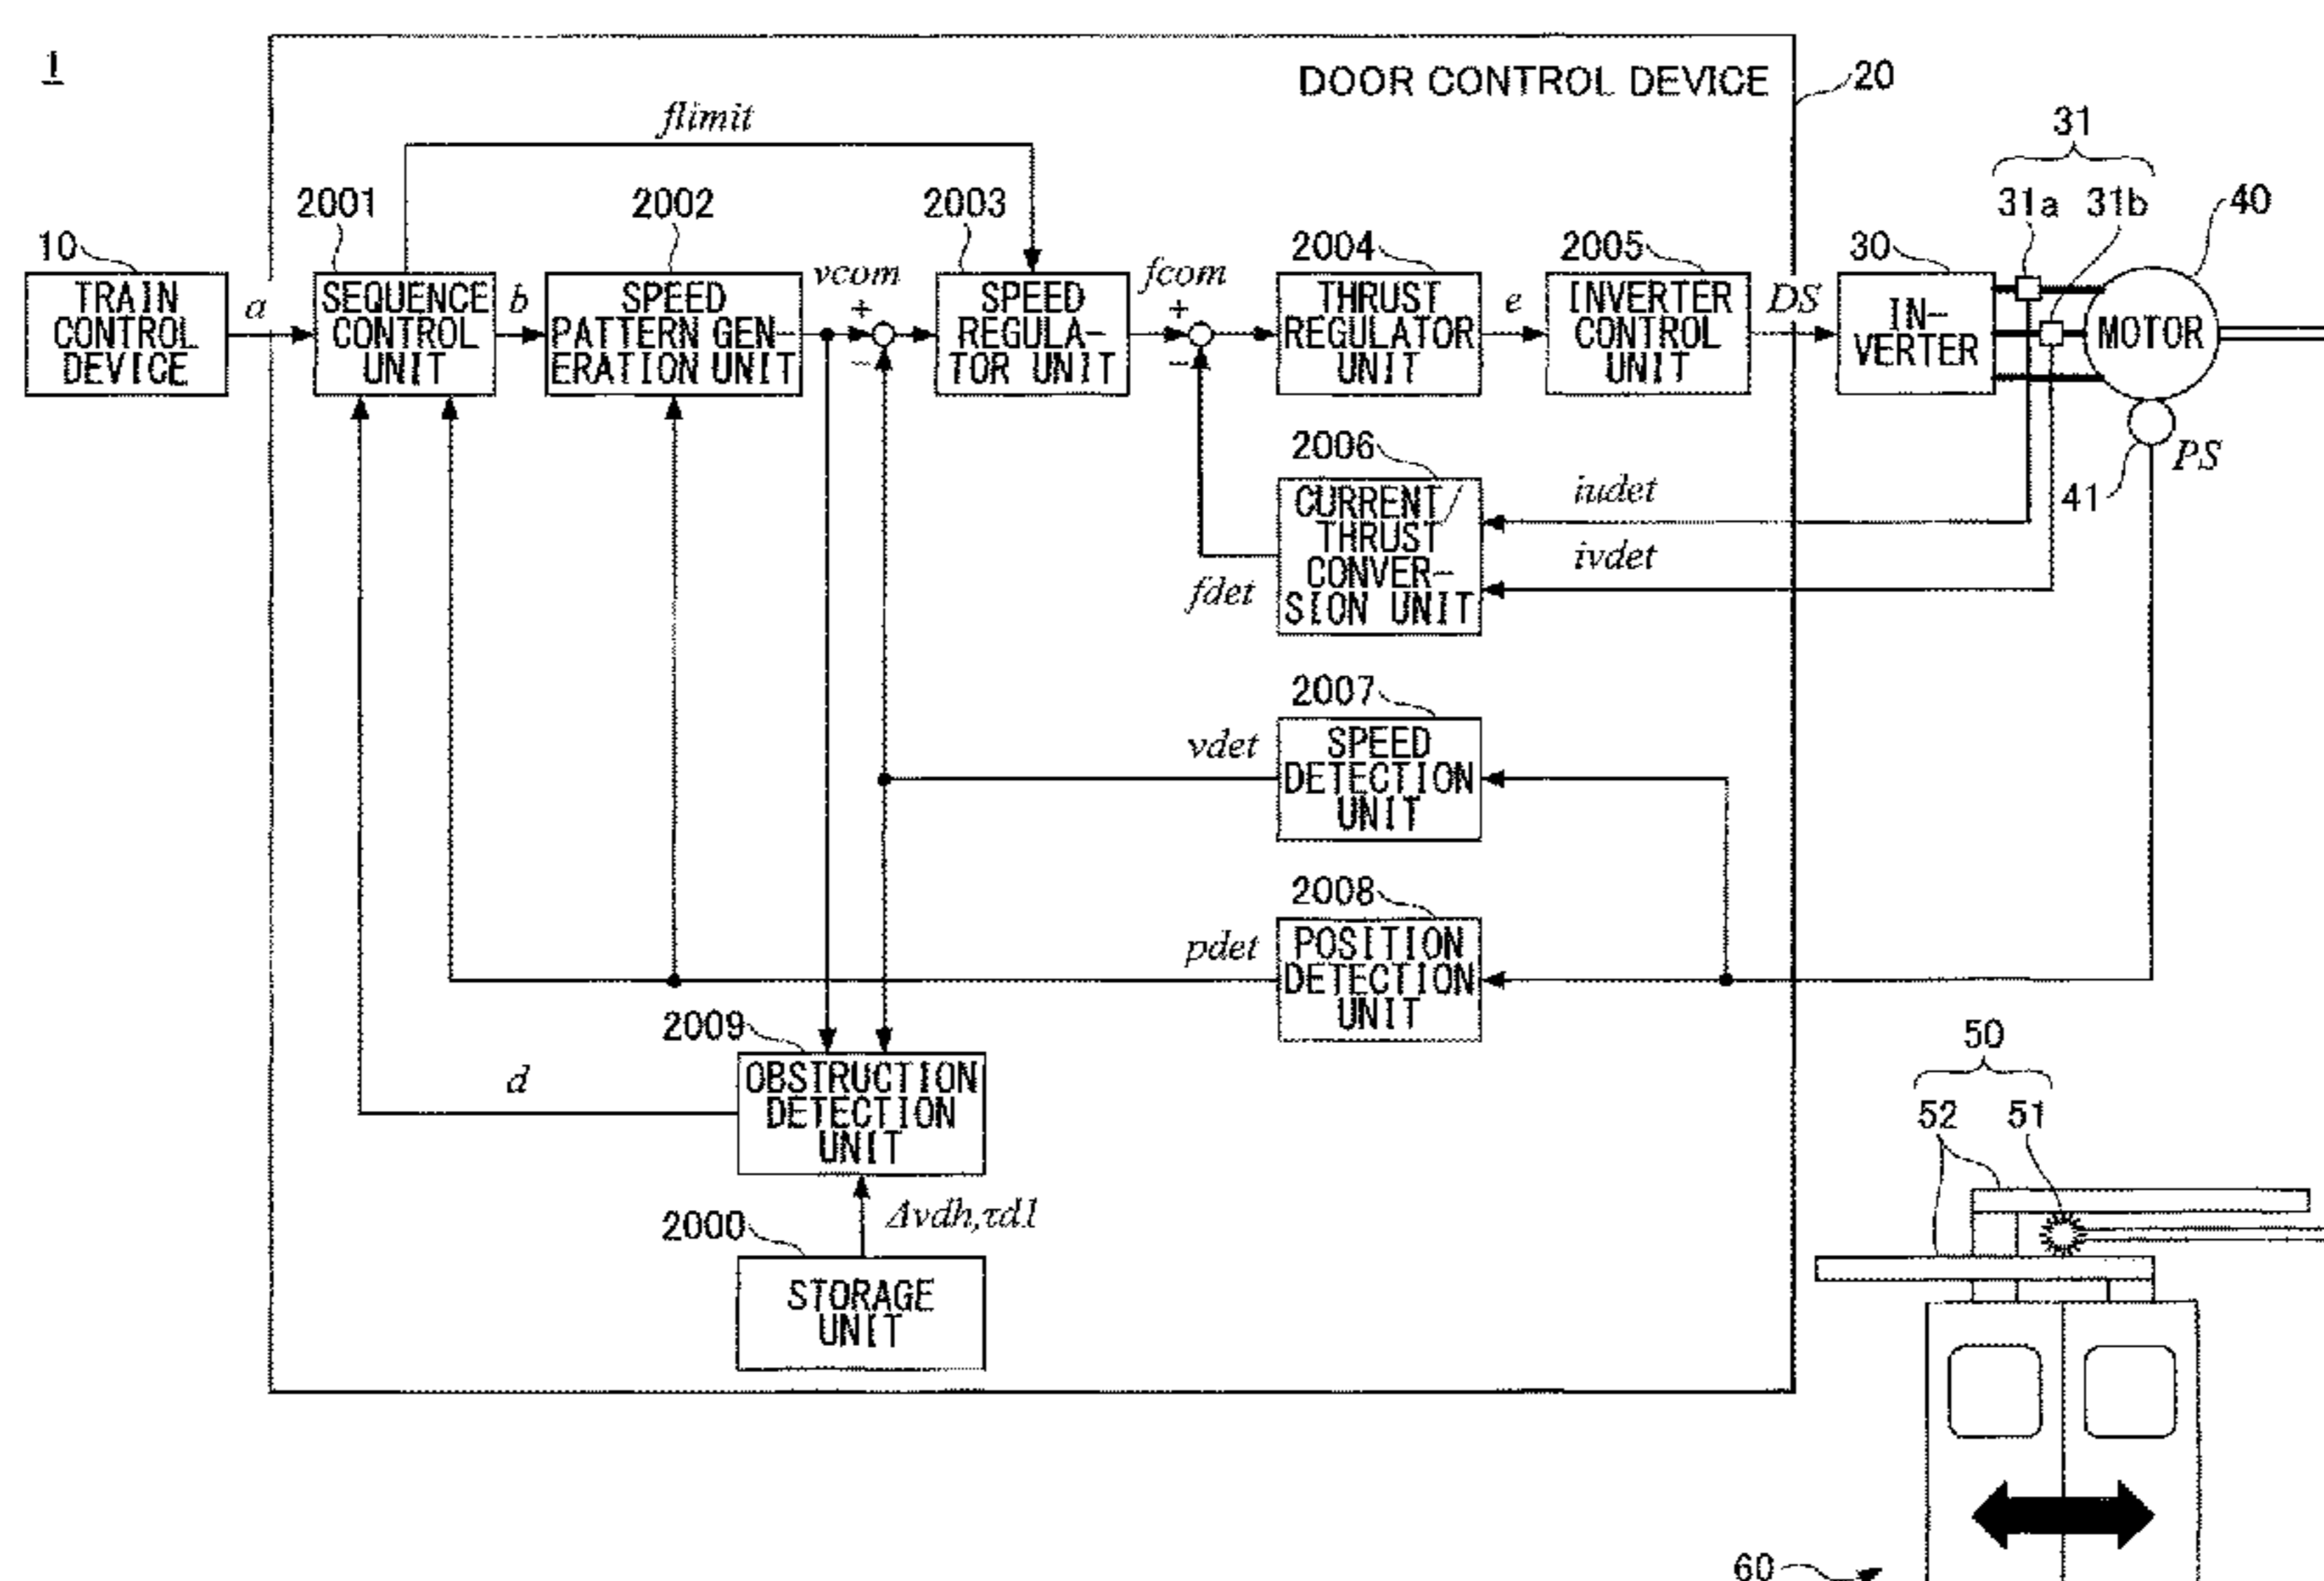 1
DOOR CONTROL DEVICE
20
flimit
31
2001
2002
2003
31a
31b
40
10
2004
2005
30
TRAIN
CONTROL
DEVICE
a
SEQUENCE
CONTROL
UNIT
b
SPEED
PATTERN GEN-
ERATION UNIT
vcom
+
−
SPEED
REGULA-
TOR UNIT
fcom
+
−
THRUST
REGULATOR
UNIT
e
INVERTER
CONTROL
UNIT
DS
IN-
VERTER
MOTOR
PS
41
2006
CURRENT/
THRUST
CONVER-
SION UNIT
iudet
ivdet
fdet
2007
vdet
SPEED
DETECTION
UNIT
2008
pdet
POSITION
DETECTION
UNIT
2009
d
OBSTRUCTION
DETECTION
UNIT
50
52
51
2000
Δvdh,τd1
STORAGE
UNIT
60